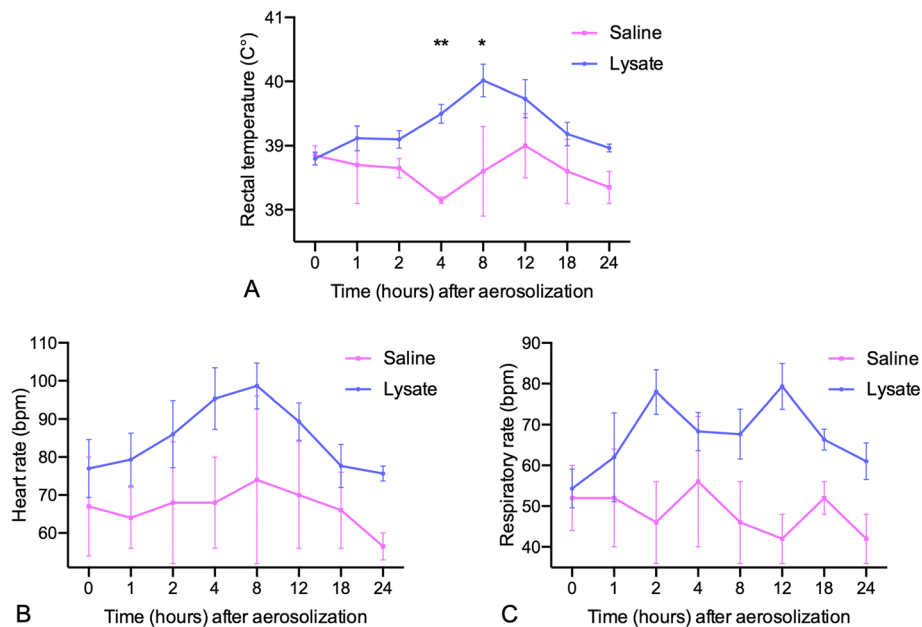 41
40
39
38
Rectal temperature (C°)
** *
Saline
Lysate
0 1 2 4 8 12 18 24
Time (hours) after aerosolization
A
110
100
90
80
70
60
Heart rate (bpm)
Saline
Lysate
0 1 2 4 8 12 18 24
Time (hours) after aerosolization
B
90
80
70
60
50
40
Respiratory rate (bpm)
Saline
Lysate
0 1 2 4 8 12 18 24
Time (hours) after aerosolization
C